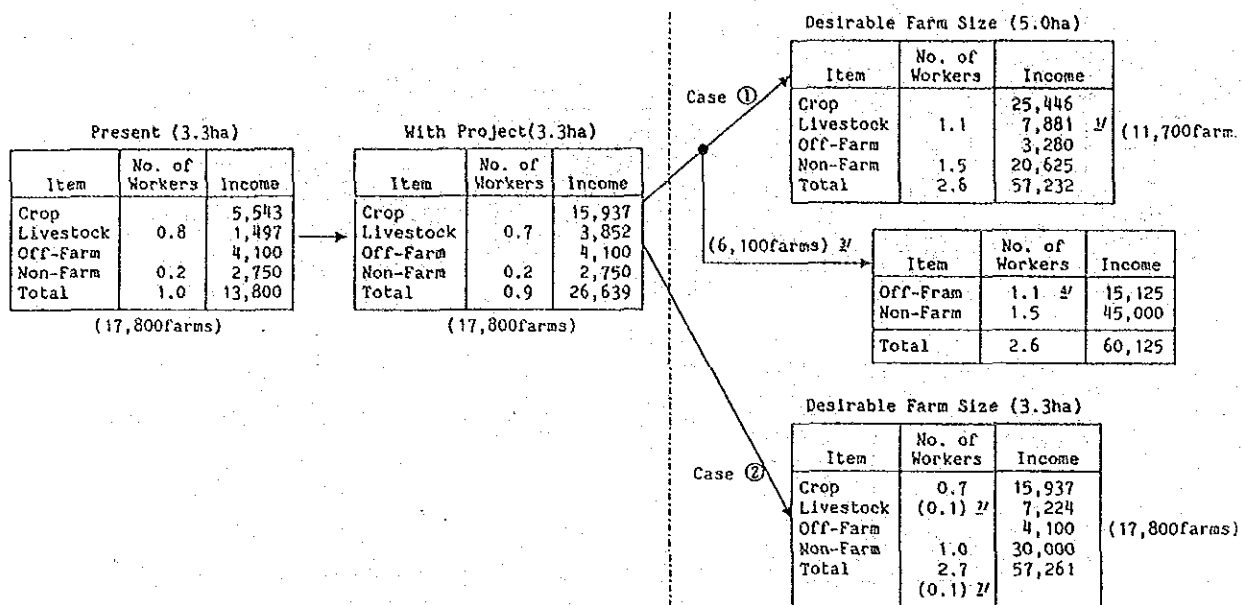 Present (3.3ha)
Item No. of Workers Income
Crop 5,543
Livestock 0.8 1,497
Off-Farm 4,100
Non-Farm 0.2 2,750
Total 1.0 13,800
(17,800farms)
With Project(3.3ha)
Item No. of Workers Income
Crop 15,937
Livestock 0.7 3,852
Off-Farm 4,100
Non-Farm 0.2 2,750
Total 0.9 26,639
(17,800farms)
Case ①
Desirable Farm Size (5.0ha)
Item No. of Workers Income
Crop 25,446
Livestock 1.1 7,881 1/
Off-Farm 3,280
Non-Farm 1.5 20,625
Total 2.6 57,232
(11,700farm.
(6,100farms)
Item No. of Workers Income
Off-Fram 1.1 4/ 15,125
Non-Farm 1.5 45,000
Total 2.6 60,125
Case ②
Desirable Farm Size (3.3ha)
Item No. of Workers Income
Crop 0.7 15,937
Livestock (0.1) 2/ 7,224
Off-Farm 4,100
Non-Farm 1.0 30,000
Total 2.7 57,261
(0.1) 2/
(17,800farms)